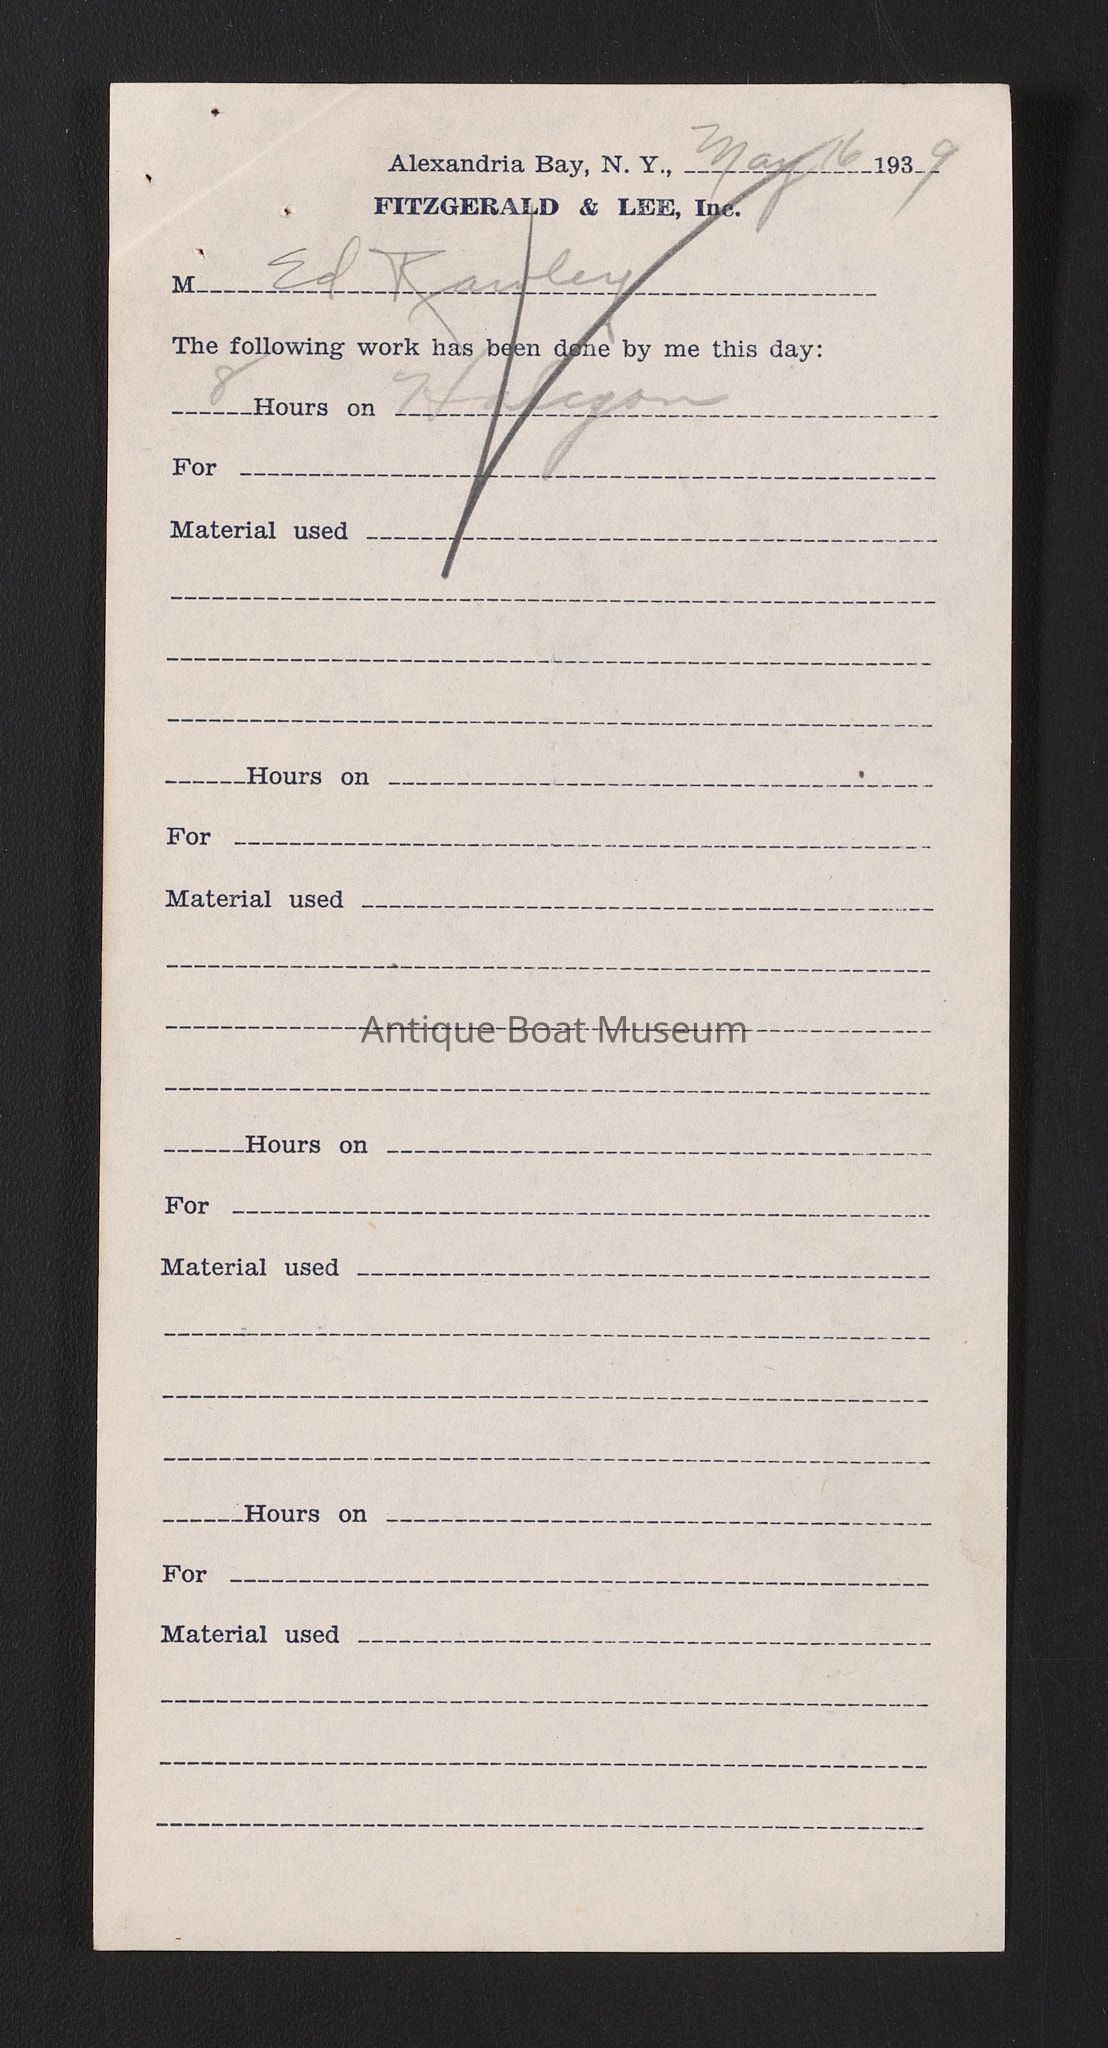 Alexandria Bay, N. Y., May 16 1939
FITZGERALD & LEE, Inc.
M Ed Rawley
The following work has been done by me this day:
8 Hours on Halcyon
For
Material used
Hours on
For
Material used
Antique Boat Museum
Hours on
For
Material used
Hours on
For
Material used